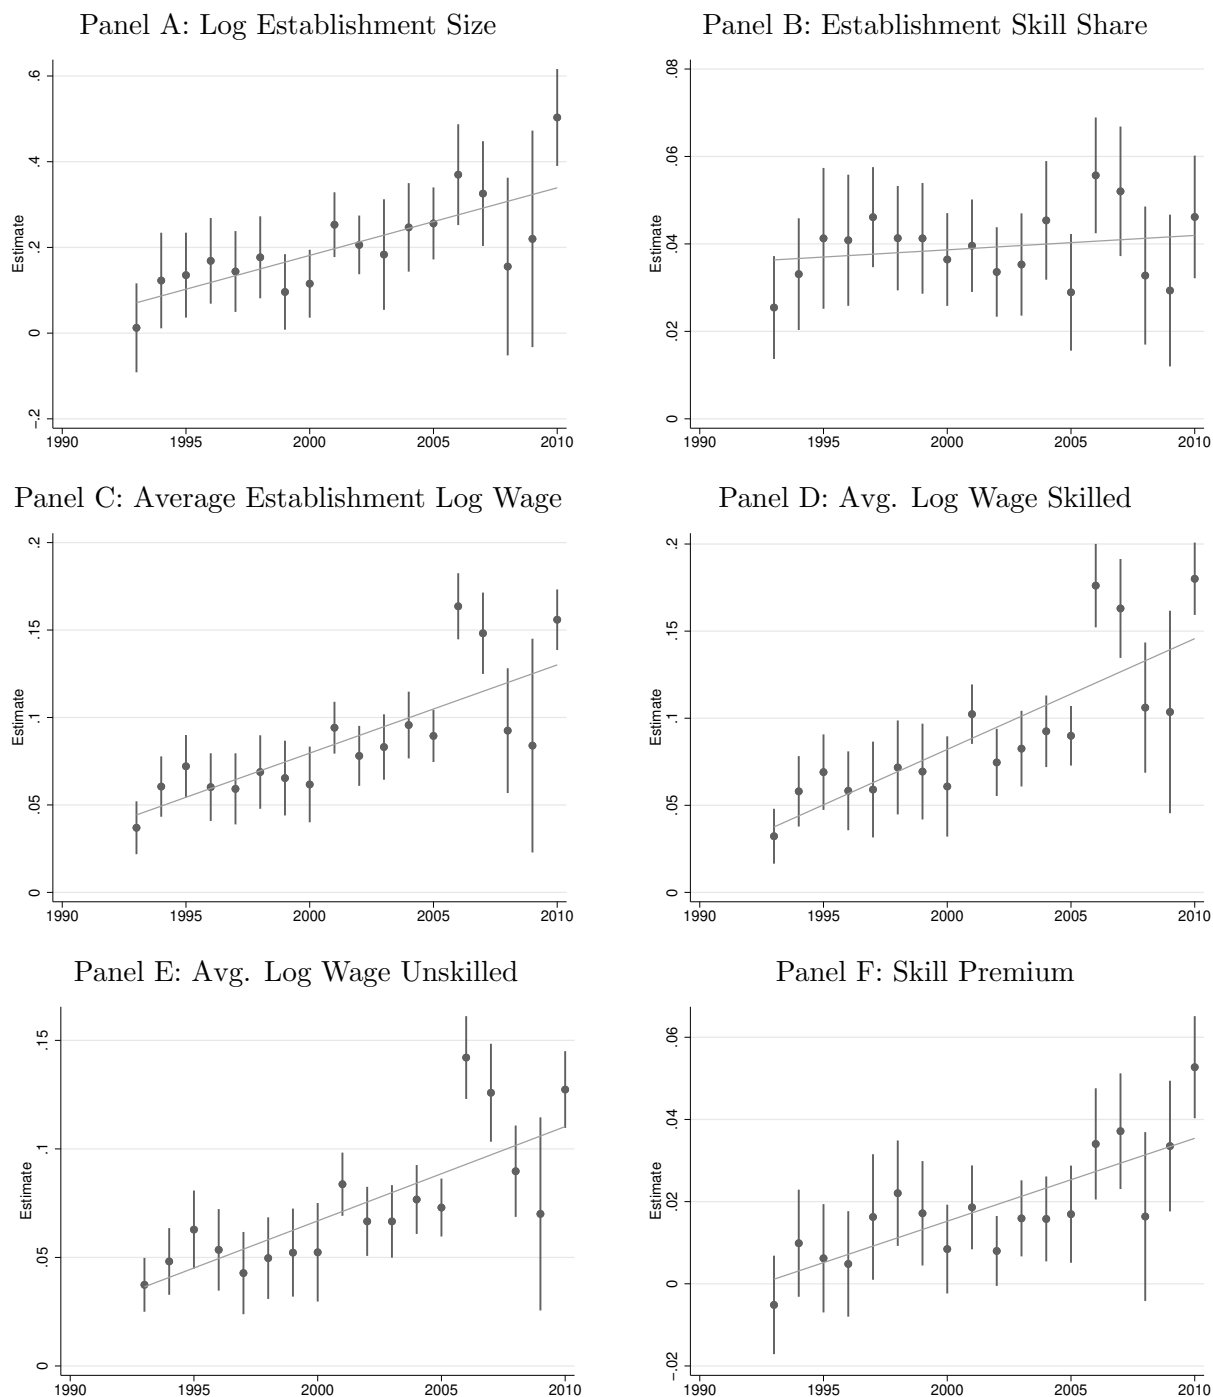 Panel A: Log Establishment Size
Estimate
.6
.4
.2
0
-.2
1990 1995 2000 2005 2010
Panel B: Establishment Skill Share
Estimate
.08
.06
.04
.02
0
1990 1995 2000 2005 2010
Panel C: Average Establishment Log Wage
Estimate
.2
.15
.1
.05
0
1990 1995 2000 2005 2010
Panel D: Avg. Log Wage Skilled
Estimate
.2
.15
.1
.05
0
1990 1995 2000 2005 2010
Panel E: Avg. Log Wage Unskilled
Estimate
.15
.1
.05
0
1990 1995 2000 2005 2010
Panel F: Skill Premium
Estimate
.06
.04
.02
0
-.02
1990 1995 2000 2005 2010